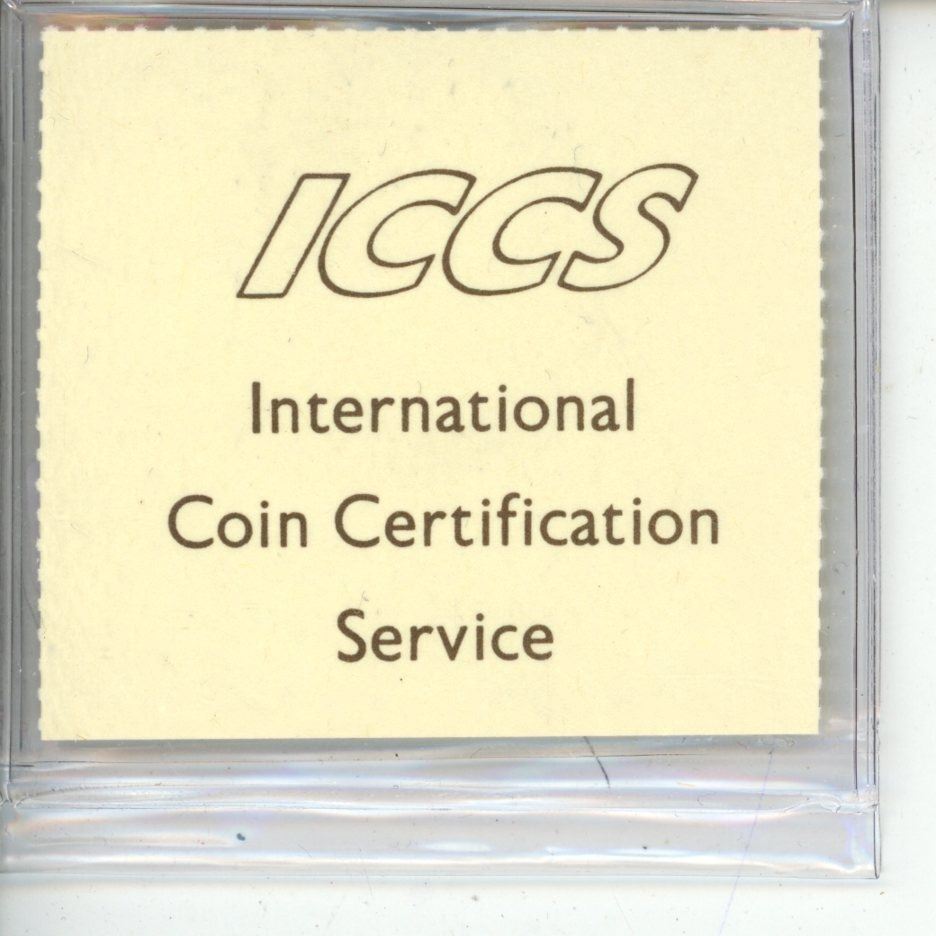 ICCS
International
Coin Certification
Service